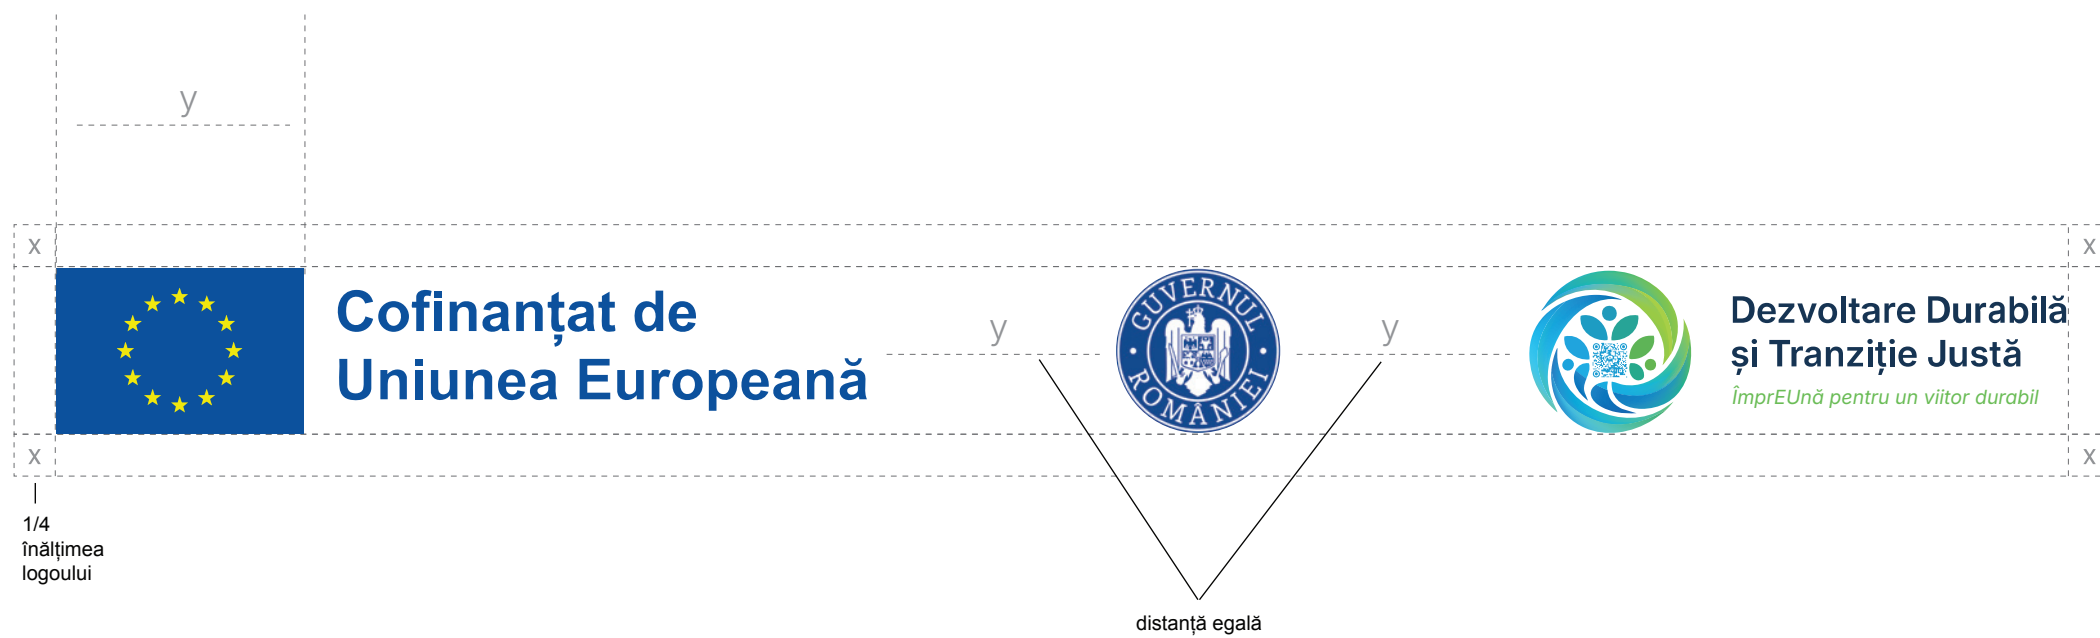 y
x
x
Cofinanțat de
Uniunea Europeană
y
GUVERNUL
ROMÂNIEI
y
Dezvoltare Durabilă
și Tranziție Justă
ÎmprEUnă pentru un viitor durabil
x
x
1/4
înălțimea
logoului
distanță egală